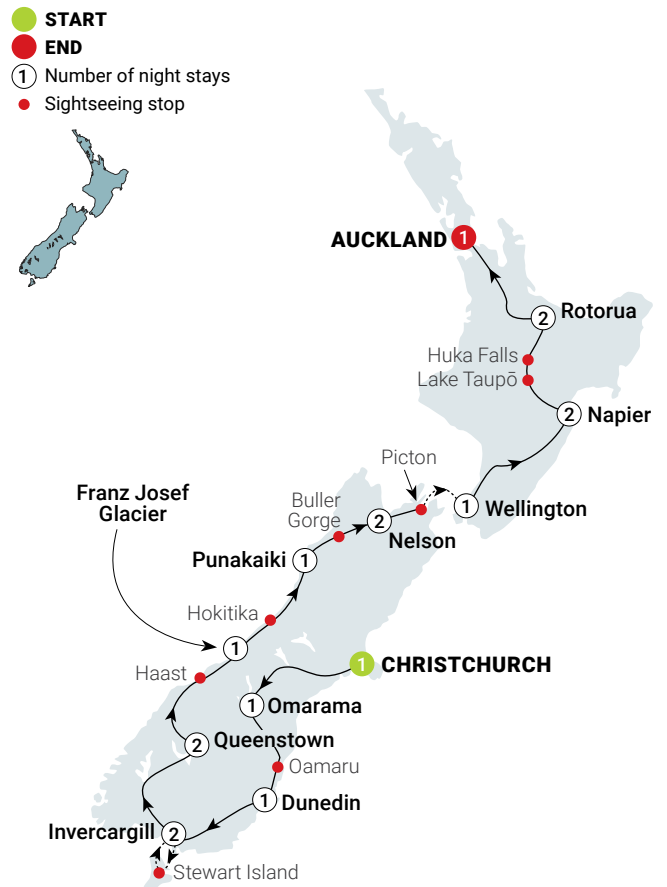 START
END
1 Number of night stays
Sightseeing stop
AUCKLAND 1
2 Rotorua
Huka Falls
Lake Taupō
2 Napier
Picton
1 Wellington
Franz Josef
Glacier
Buller
Gorge
2
Nelson
Punakaiki 1
Hokitika
1
Haast
1 CHRISTCHURCH
1 Omarama
2 Queenstown
Oamaru
1 Dunedin
Invercargill 2
Stewart Island